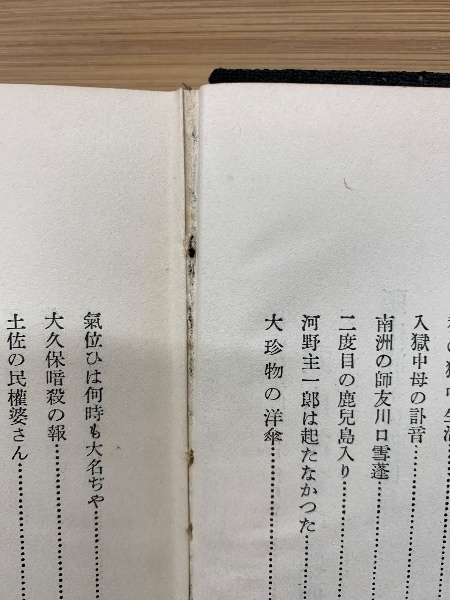 入獄中母の訃音
南洲の師友川口雪蓬
二度目の鹿兒島入り
河野主一郎は起たなかつた
大珍物の洋傘
氣位ひは何時も大名ぢや
大久保暗殺の報
土佐の民權婆さん